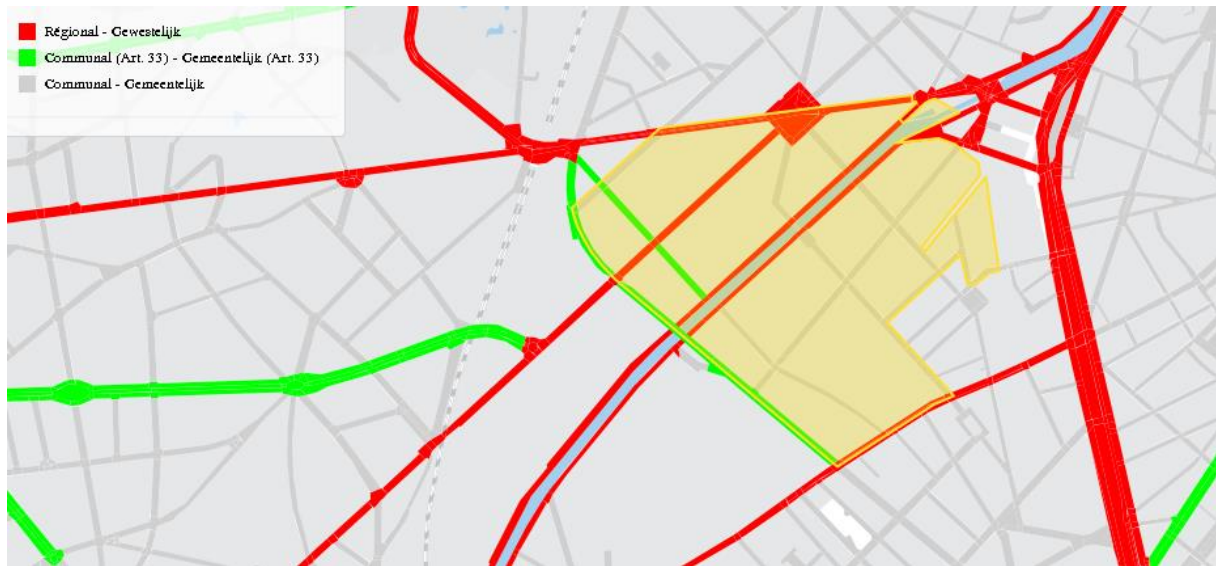 Régional - Gewestelijk
Communal (Art. 33) - Gemeentelijk (Art. 33)
Communal - Gemeentelijk